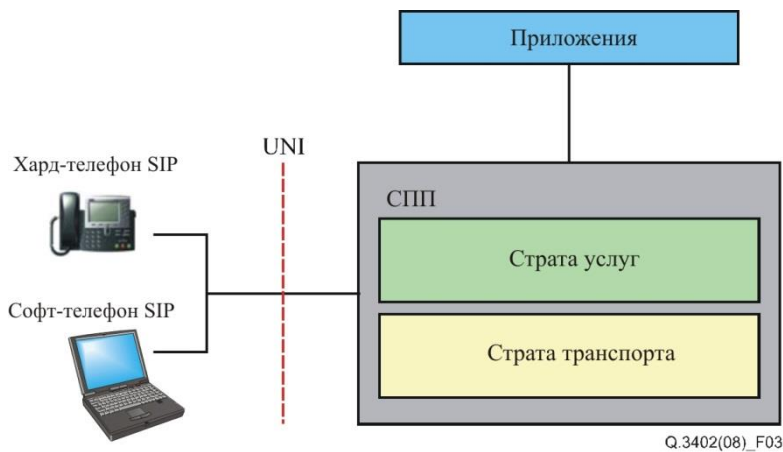 Приложения
UNI
Хард-телефон SIP
СПП
Страта услуг
Софт-телефон SIP
Страта транспорта
Q.3402(08)_F03